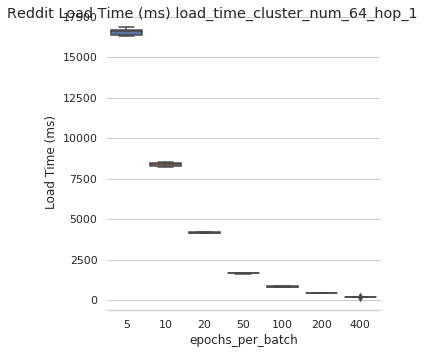 Reddit Load Time (ms) load_time_cluster_num_64_hop_1
17500
15000
12500
10000
7500
5000
2500
0
Load Time (ms)
5 10 20 50 100 200 400
epochs_per_batch